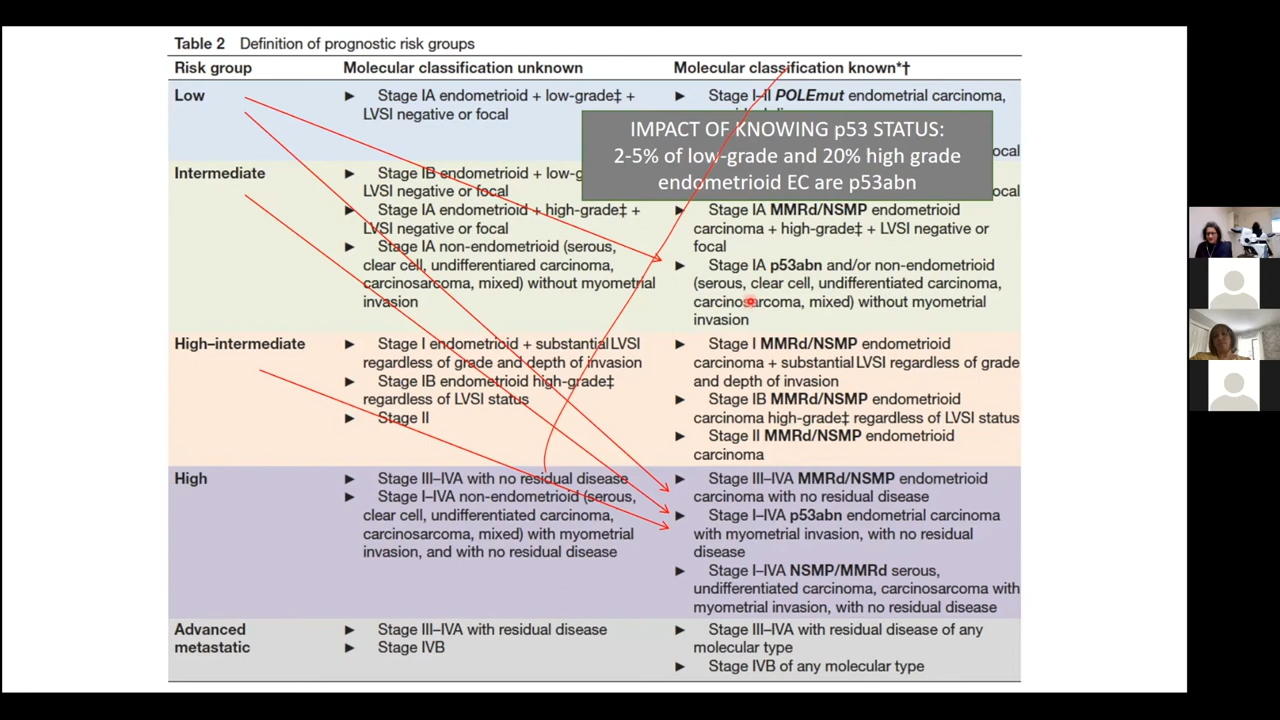 Table 2 Definition of prognostic risk groups
Risk group Molecular classification unknown Molecular classification known*†
Low
► Stage IA endometrioid + low-grade‡ +
LVSI negative or focal
► Stage I–II POLEmut endometrial carcinoma,
ocal
IMPACT OF KNOWING p53 STATUS:
2-5% of low-grade and 20% high grade
endometrioid EC are p53abn
Intermediate
► Stage IB endometrioid + low-g
LVSI negative or focal
► Stage IA endometrioid + high-grade‡ +
LVSI negative or focal
► Stage IA non-endometrioid (serous,
clear cell, undifferentiared carcinoma,
carcinosarcoma, mixed) without myometrial
invasion
ocal
► Stage IA MMRd/NSMP endometrioid
carcinoma + high-grade‡ + LVSI negative or
focal
► Stage IA p53abn and/or non-endometrioid
(serous, clear cell, undifferentiated carcinoma,
carcinosarcoma, mixed) without myometrial
invasion
High–intermediate
► Stage I endometrioid + substantial LVSI
regardless of grade and depth of invasion
► Stage IB endometrioid high-grade‡
regardless of LVSI status
► Stage II
► Stage I MMRd/NSMP endometrioid
carcinoma + substantial LVSI regardless of grade
and depth of invasion
► Stage IB MMRd/NSMP endometrioid
carcinoma high-grade‡ regardless of LVSI status
► Stage II MMRd/NSMP endometrioid
carcinoma
High
► Stage III–IVA with no residual disease
► Stage I–IVA non-endometrioid (serous,
clear cell, undifferentiated carcinoma,
carcinosarcoma, mixed) with myometrial
invasion, and with no residual disease
► Stage III–IVA MMRd/NSMP endometrioid
carcinoma with no residual disease
► Stage I–IVA p53abn endometrial carcinoma
with myometrial invasion, with no residual
disease
► Stage I–IVA NSMP/MMRd serous,
undifferentiated carcinoma, carcinosarcoma with
myometrial invasion, with no residual disease
Advanced
metastatic
► Stage III–IVA with residual disease
► Stage IVB
► Stage III–IVA with residual disease of any
molecular type
► Stage IVB of any molecular type